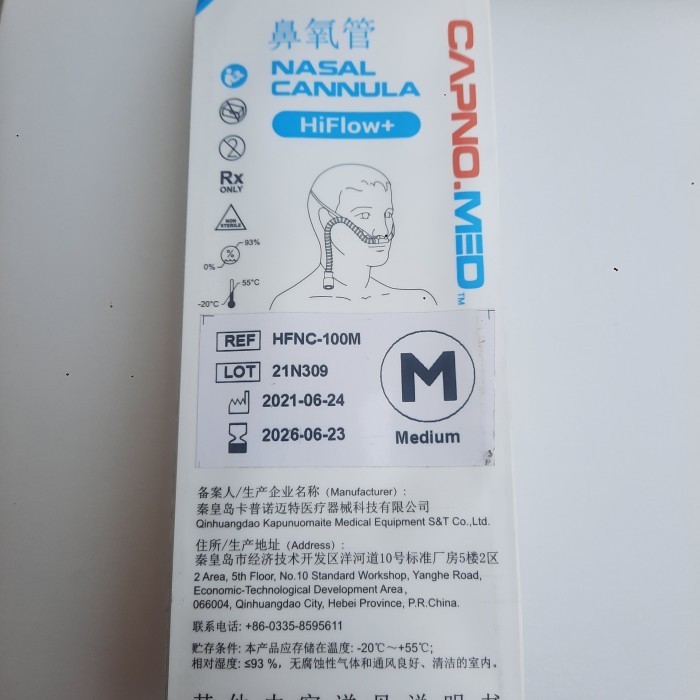 鼻氧管
NASAL
CANNULA
HiFlow+
CAPNO.MED™
2
Rx
ONLY
NON
STERILE
%
93%
0%
55°C
-20°C
REF HFNC-100M
LOT 21N309
2021-06-24
2026-06-23
M
Medium
备案人/生产企业名称 (Manufacturer) :
秦皇岛卡普诺迈特医疗器械科技有限公司
Qinhuangdao Kapunuomaite Medical Equipment S&T Co.,Ltd.
住所/生产地址 (Address) :
秦皇岛市经济技术开发区洋河道10号标准厂房5楼2区
2 Area, 5th Floor, No.10 Standard Workshop, Yanghe Road,
Economic-Technological Development Area,
066004, Qinhuangdao City, Hebei Province, P.R.China.
联系电话: +86-0335-8595611
贮存条件: 本产品应存储在温度: -20℃～+55℃;
相对湿度: ≤93 %，无腐蚀性气体和通风良好、清洁的室内。